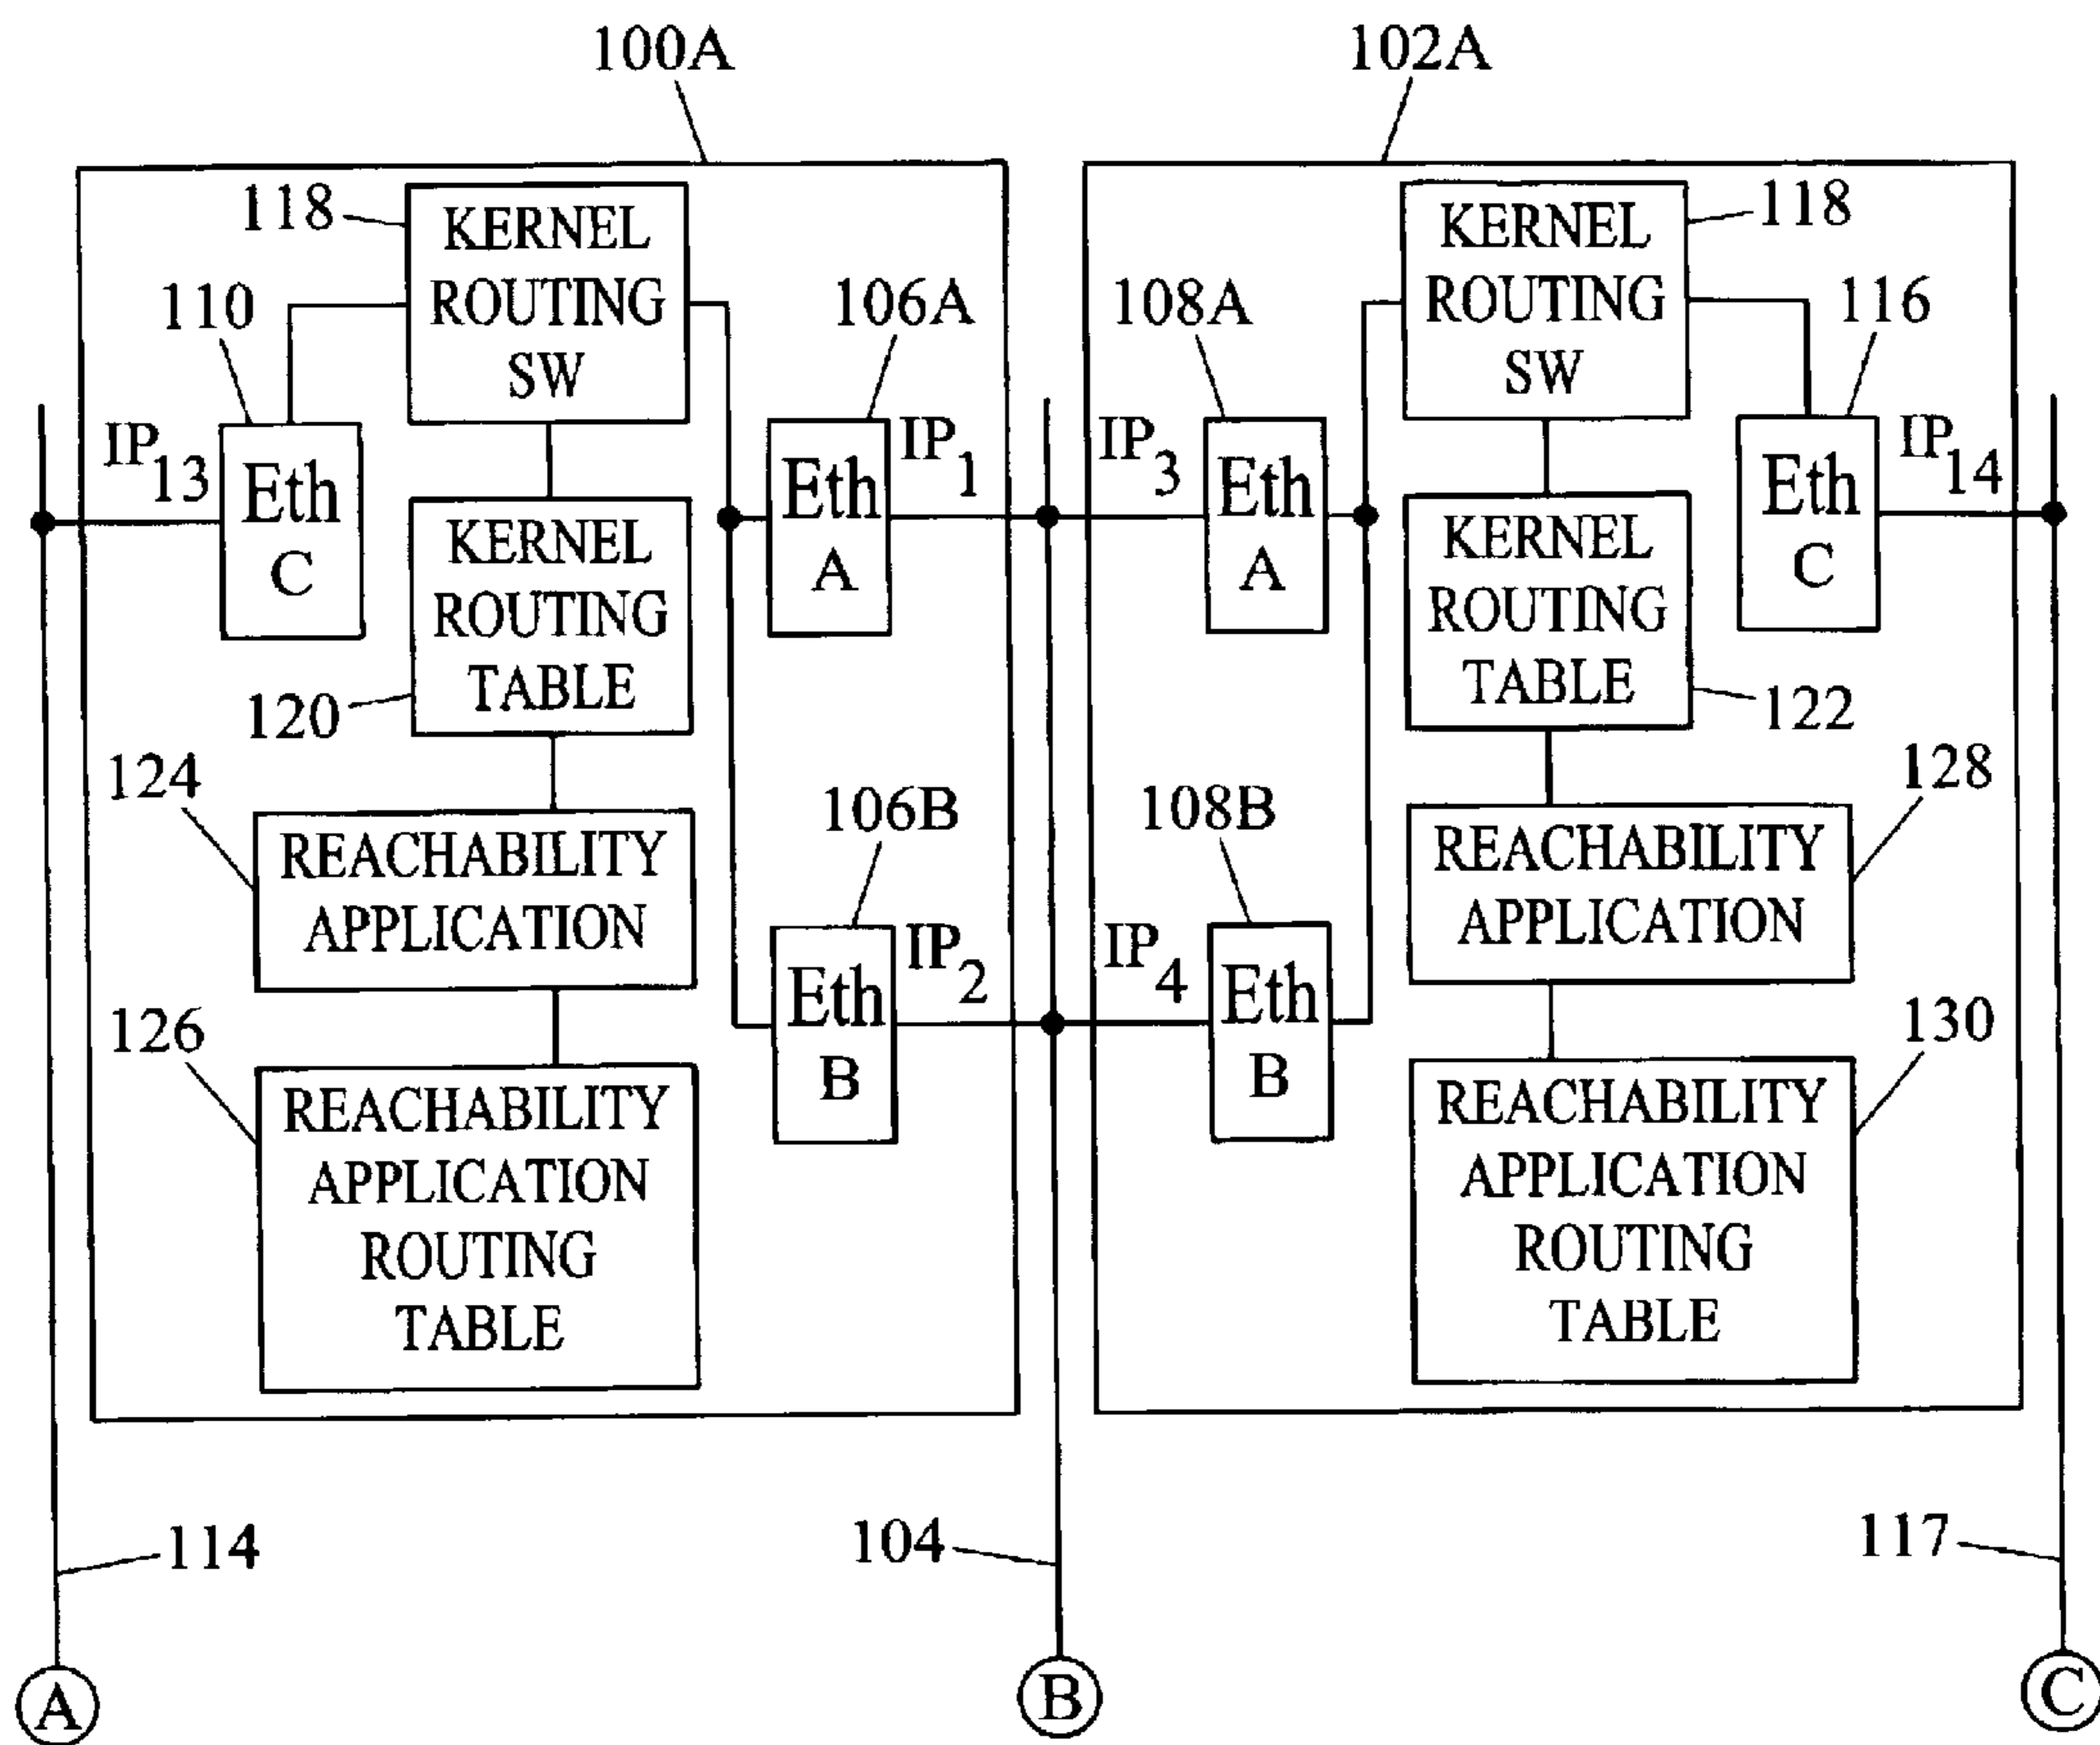 100A
102A
118
KERNEL
ROUTING
SW
KERNEL
ROUTING
SW
118
110
106A
108A
116
IP13
Eth
C
Eth
A
IP1
IP3
Eth
A
Eth
C
IP14
KERNEL
ROUTING
TABLE
120
KERNEL
ROUTING
TABLE
122
124
REACHABILITY
APPLICATION
106B
108B
REACHABILITY
APPLICATION
128
Eth
B
IP2
IP4
Eth
B
126
REACHABILITY
APPLICATION
ROUTING
TABLE
REACHABILITY
APPLICATION
ROUTING
TABLE
130
114
104
117
A
B
C